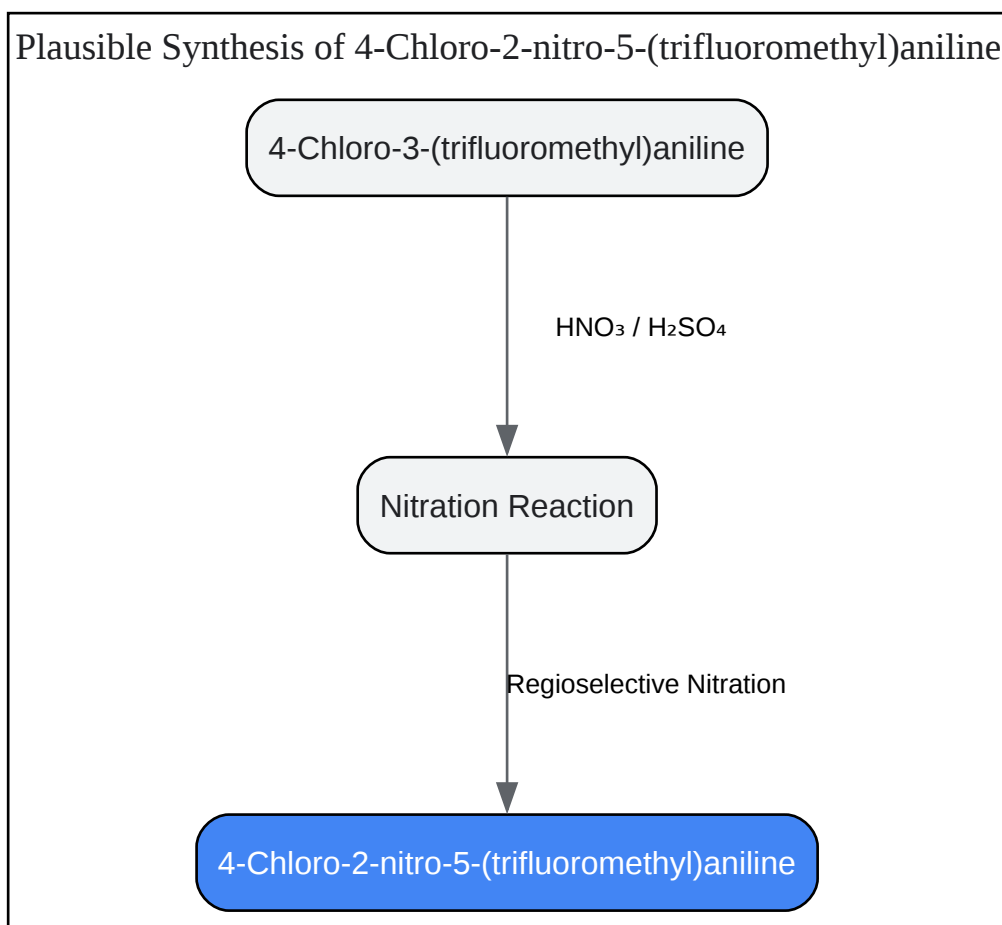 Plausible Synthesis of 4-Chloro-2-nitro-5-(trifluoromethyl)aniline
4-Chloro-3-(trifluoromethyl)aniline
HNO₃ / H₂SO₄
Nitration Reaction
Regioselective Nitration
4-Chloro-2-nitro-5-(trifluoromethyl)aniline